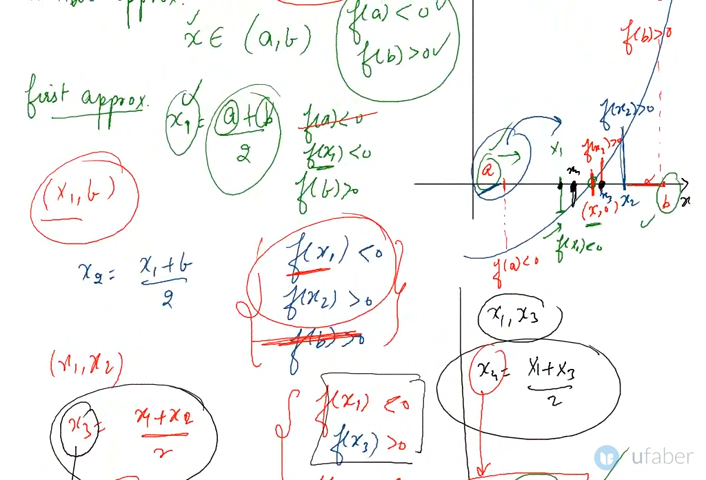 approx.
x ∈ (a, b)
f(a) < 0
f(b) > 0
first approx.
x1 = a + b / 2
f(a) < 0
f(x1) < 0
f(b) > 0
(x1, b)
x2 = x1 + b / 2
f(x1) < 0
f(x2) > 0
f(b) > 0
(x1, x2)
x3 = x1 + x2 / 2
f(x1) < 0
f(x3) > 0
f(b) > 0
f(x2) > 0
x1
a
x3
x2
b
x
(x, 0)
f(x1) < 0
f(a) < 0
x1, x3
x4 = x1 + x3 / 2
ufaber